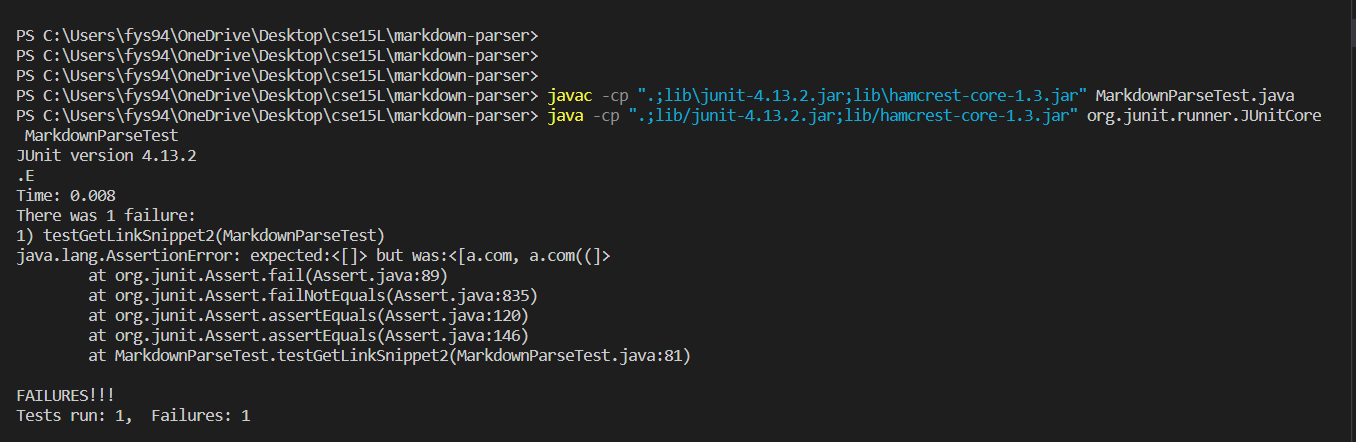 PS C:\Users\fys94\OneDrive\Desktop\cse15L\markdown-parser>
PS C:\Users\fys94\OneDrive\Desktop\cse15L\markdown-parser>
PS C:\Users\fys94\OneDrive\Desktop\cse15L\markdown-parser>
PS C:\Users\fys94\OneDrive\Desktop\cse15L\markdown-parser> javac -cp ".;lib\junit-4.13.2.jar;lib\hamcrest-core-1.3.jar" MarkdownParseTest.java
PS C:\Users\fys94\OneDrive\Desktop\cse15L\markdown-parser> java -cp ".;lib/junit-4.13.2.jar;lib/hamcrest-core-1.3.jar" org.junit.runner.JUnitCore
 MarkdownParseTest
JUnit version 4.13.2
.E
Time: 0.008
There was 1 failure:
1) testGetLinkSnippet2(MarkdownParseTest)
java.lang.AssertionError: expected:<[]> but was:<[a.com, a.com((]>
        at org.junit.Assert.fail(Assert.java:89)
        at org.junit.Assert.failNotEquals(Assert.java:835)
        at org.junit.Assert.assertEquals(Assert.java:120)
        at org.junit.Assert.assertEquals(Assert.java:146)
        at MarkdownParseTest.testGetLinkSnippet2(MarkdownParseTest.java:81)

FAILURES!!!
Tests run: 1,  Failures: 1